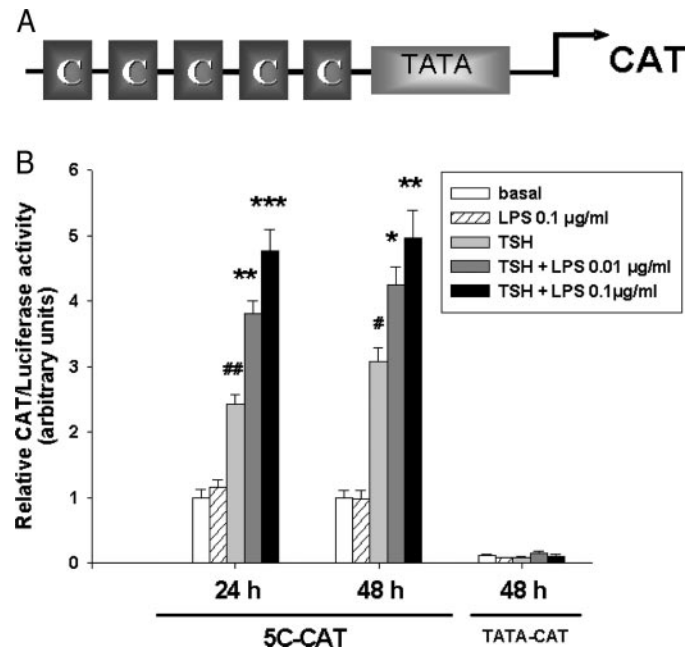 A
C C C C C TATA CAT
B
Relative CAT/Luciferase activity
(arbitrary units)
6
5
4
3
2
1
0
***
**
##
**
*
#
basal
LPS 0.1 µg/ml
TSH
TSH + LPS 0.01 µg/ml
TSH + LPS 0.1µg/ml
24 h 48 h 48 h
5C-CAT TATA-CAT